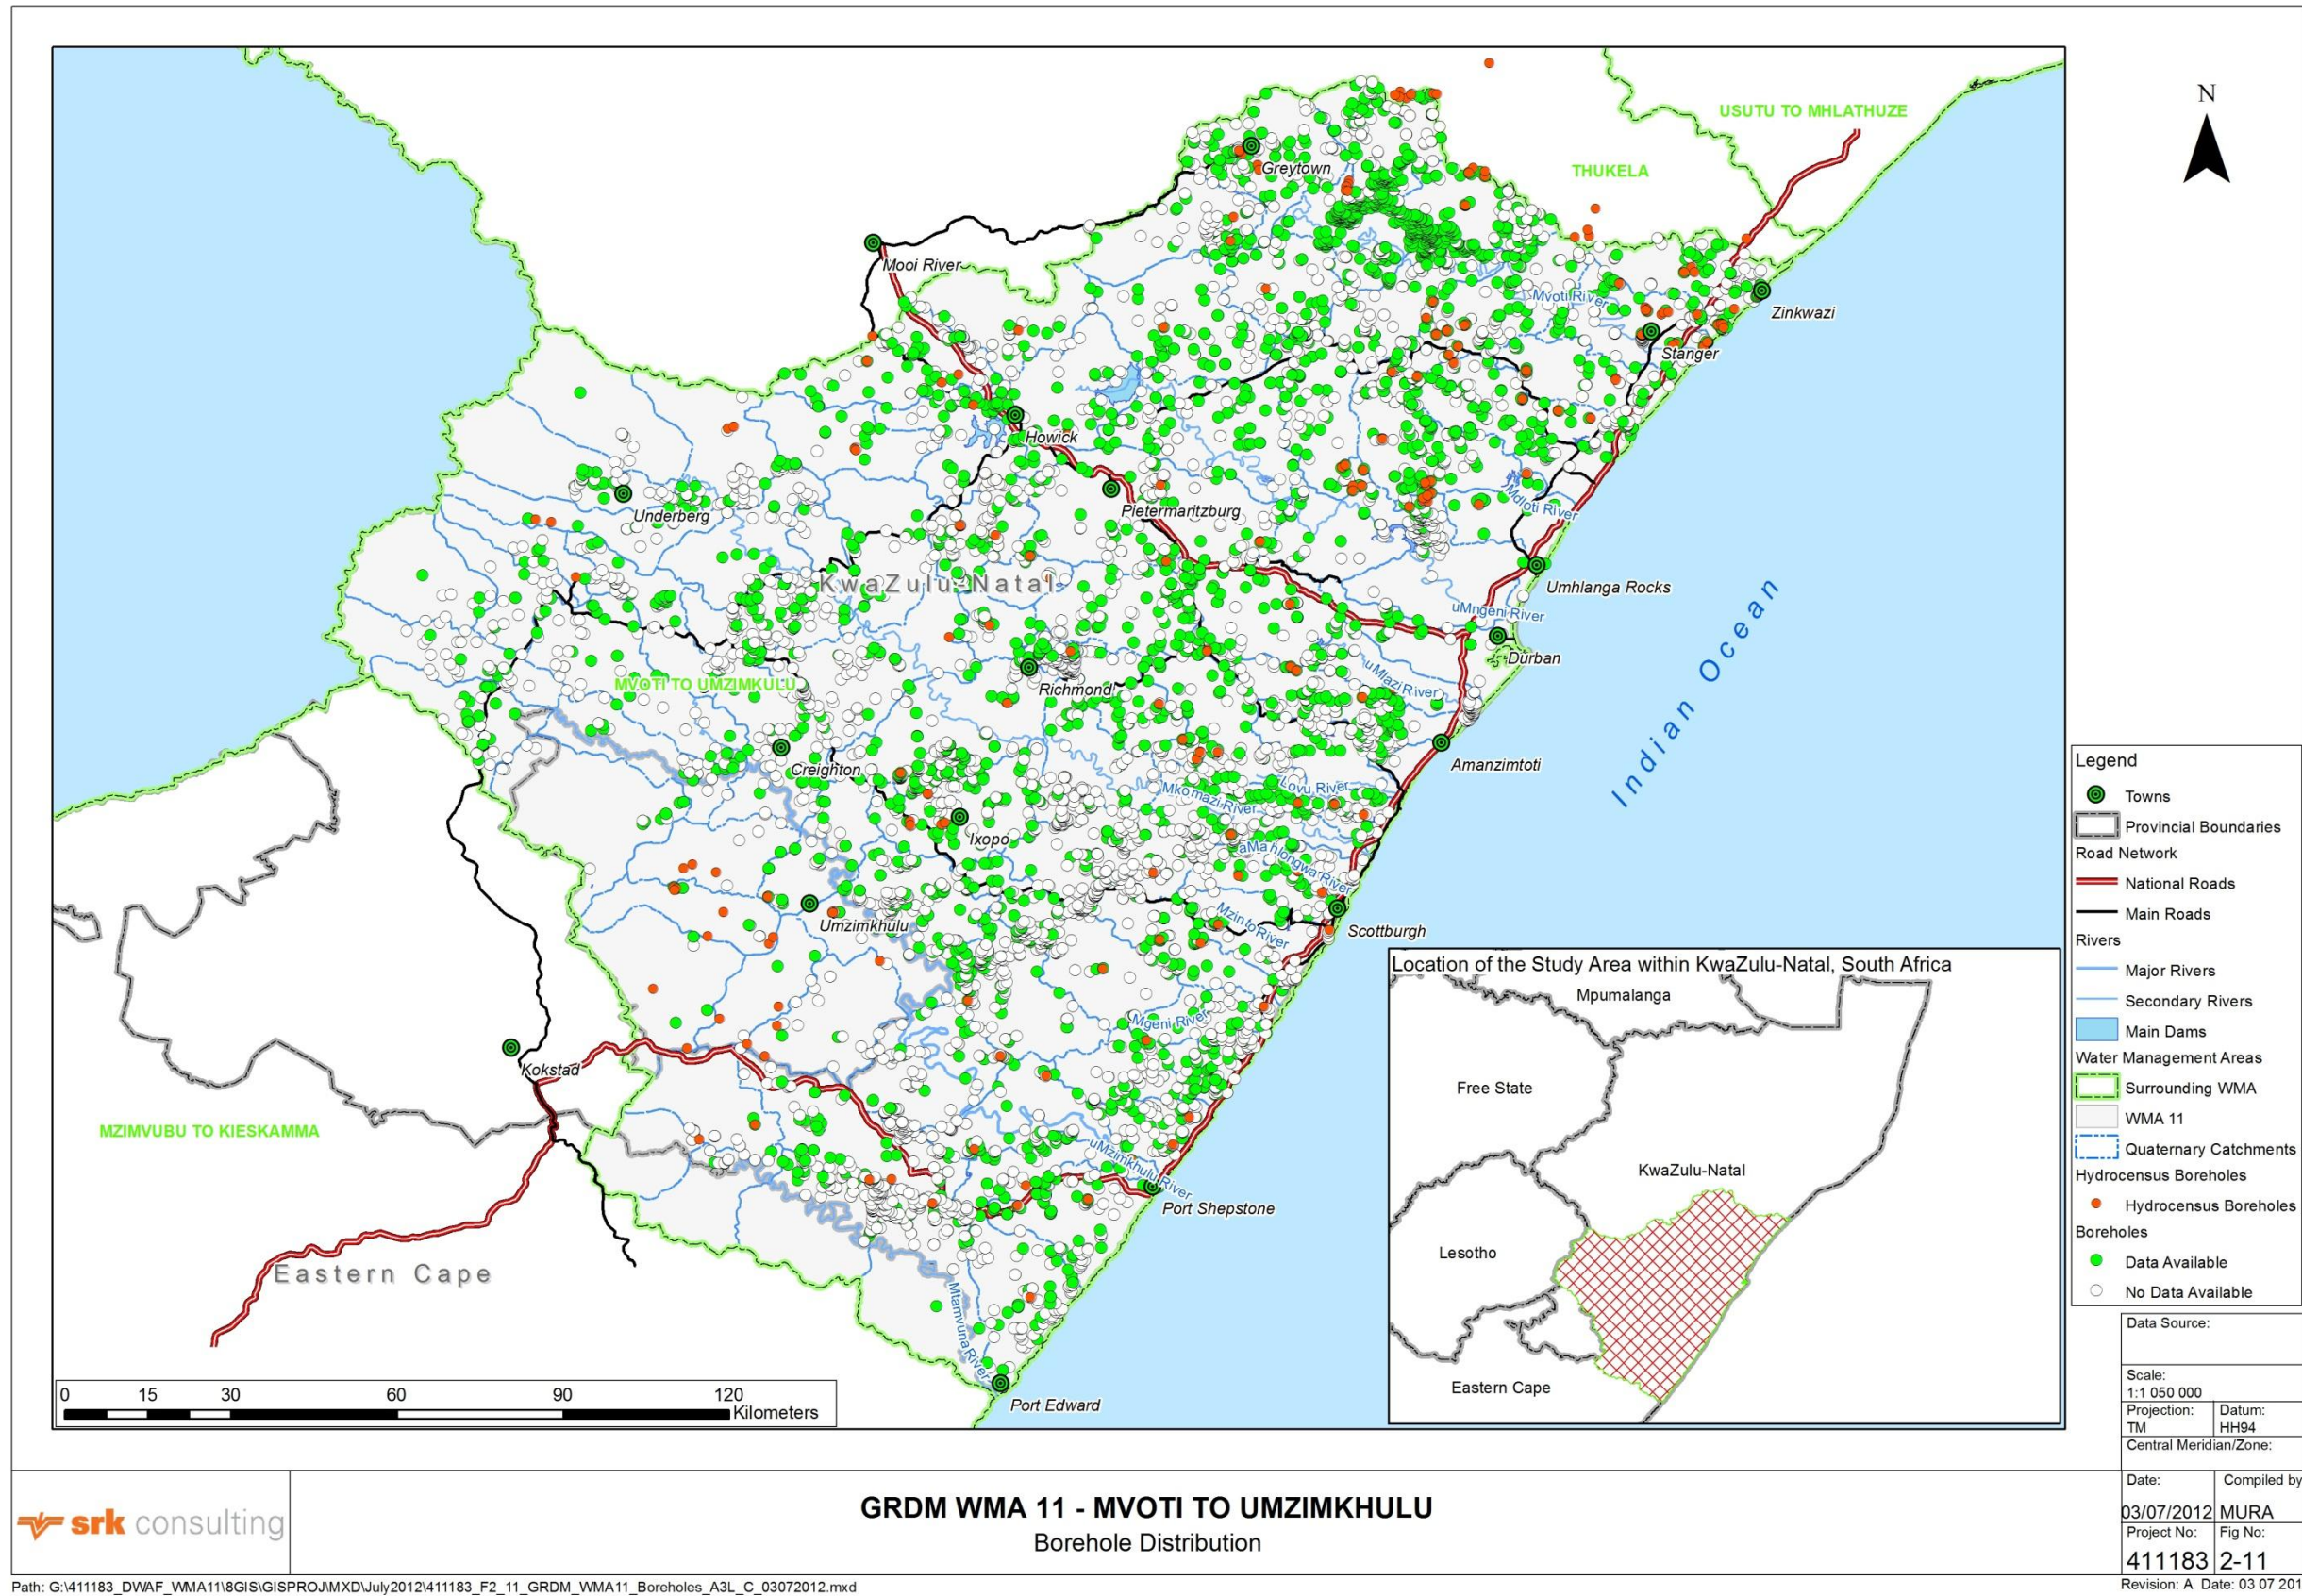 N
USUTU TO MHLATHUZE
THUKELA
Greytown
Mooi River
Mvoti River
Zinkwazi
Stanger
Howick
Underberg
Pietermaritzburg
Mdloti River
KwaZulu-Natal
Umhlanga Rocks
uMngeni River
Durban
Indian Ocean
uMlazi River
MVOTI TO UMZIMKULU
Richmond
Creighton
Amanzimtoti
Lovu River
Mkomazi River
Ixopo
aMahlongwa River
Umzimkhulu
Mzinto River
Scottburgh
Mgeni River
Kokstad
MZIMVUBU TO KIESKAMMA
uMzimkhulu River
Port Shepstone
Eastern Cape
Mtamvuna River
Port Edward
0 15 30 60 90 120
Kilometers
Location of the Study Area within KwaZulu-Natal, South Africa
Mpumalanga
Free State
KwaZulu-Natal
Lesotho
Eastern Cape
Legend
Towns
Provincial Boundaries
Road Network
National Roads
Main Roads
Rivers
Major Rivers
Secondary Rivers
Main Dams
Water Management Areas
Surrounding WMA
WMA 11
Quaternary Catchments
Hydrocensus Boreholes
Hydrocensus Boreholes
Boreholes
Data Available
No Data Available
Data Source:
Scale:
1:1 050 000
Projection: Datum:
TM HH94
Central Meridian/Zone:
Date: Compiled by
03/07/2012 MURA
Project No: Fig No:
411183 2-11
Revision: A Date: 03 07 201
srk consulting
GRDM WMA 11 - MVOTI TO UMZIMKHULU
Borehole Distribution
Path: G:\411183_DWAF_WMA11\8GIS\GISPROJ\MXD\July2012\411183_F2_11_GRDM_WMA11_Boreholes_A3L_C_03072012.mxd